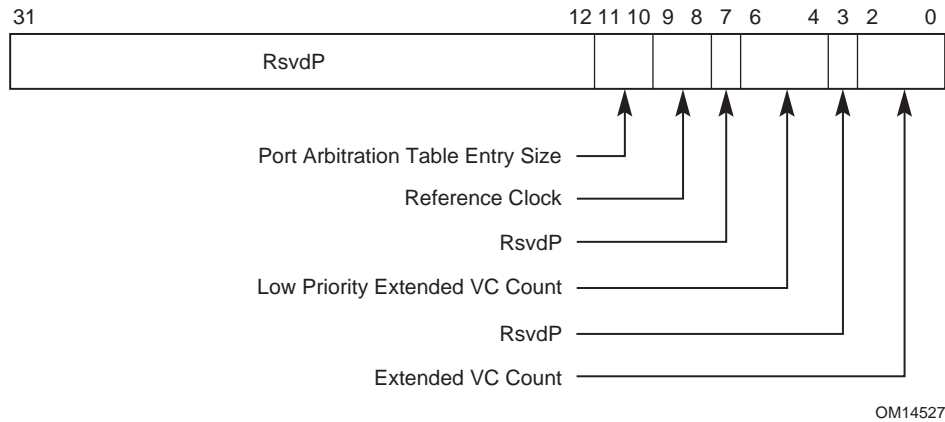 31 12 11 10 9 8 7 6 4 3 2 0
RsvdP
Port Arbitration Table Entry Size
Reference Clock
RsvdP
Low Priority Extended VC Count
RsvdP
Extended VC Count
OM14527